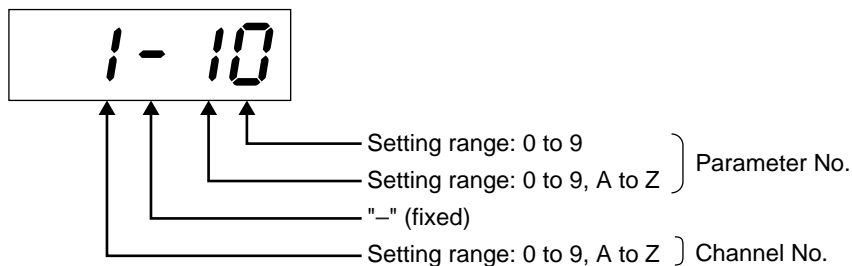 1 - 10
Setting range: 0 to 9
Setting range: 0 to 9, A to Z
Parameter No.
"–" (fixed)
Setting range: 0 to 9, A to Z
Channel No.